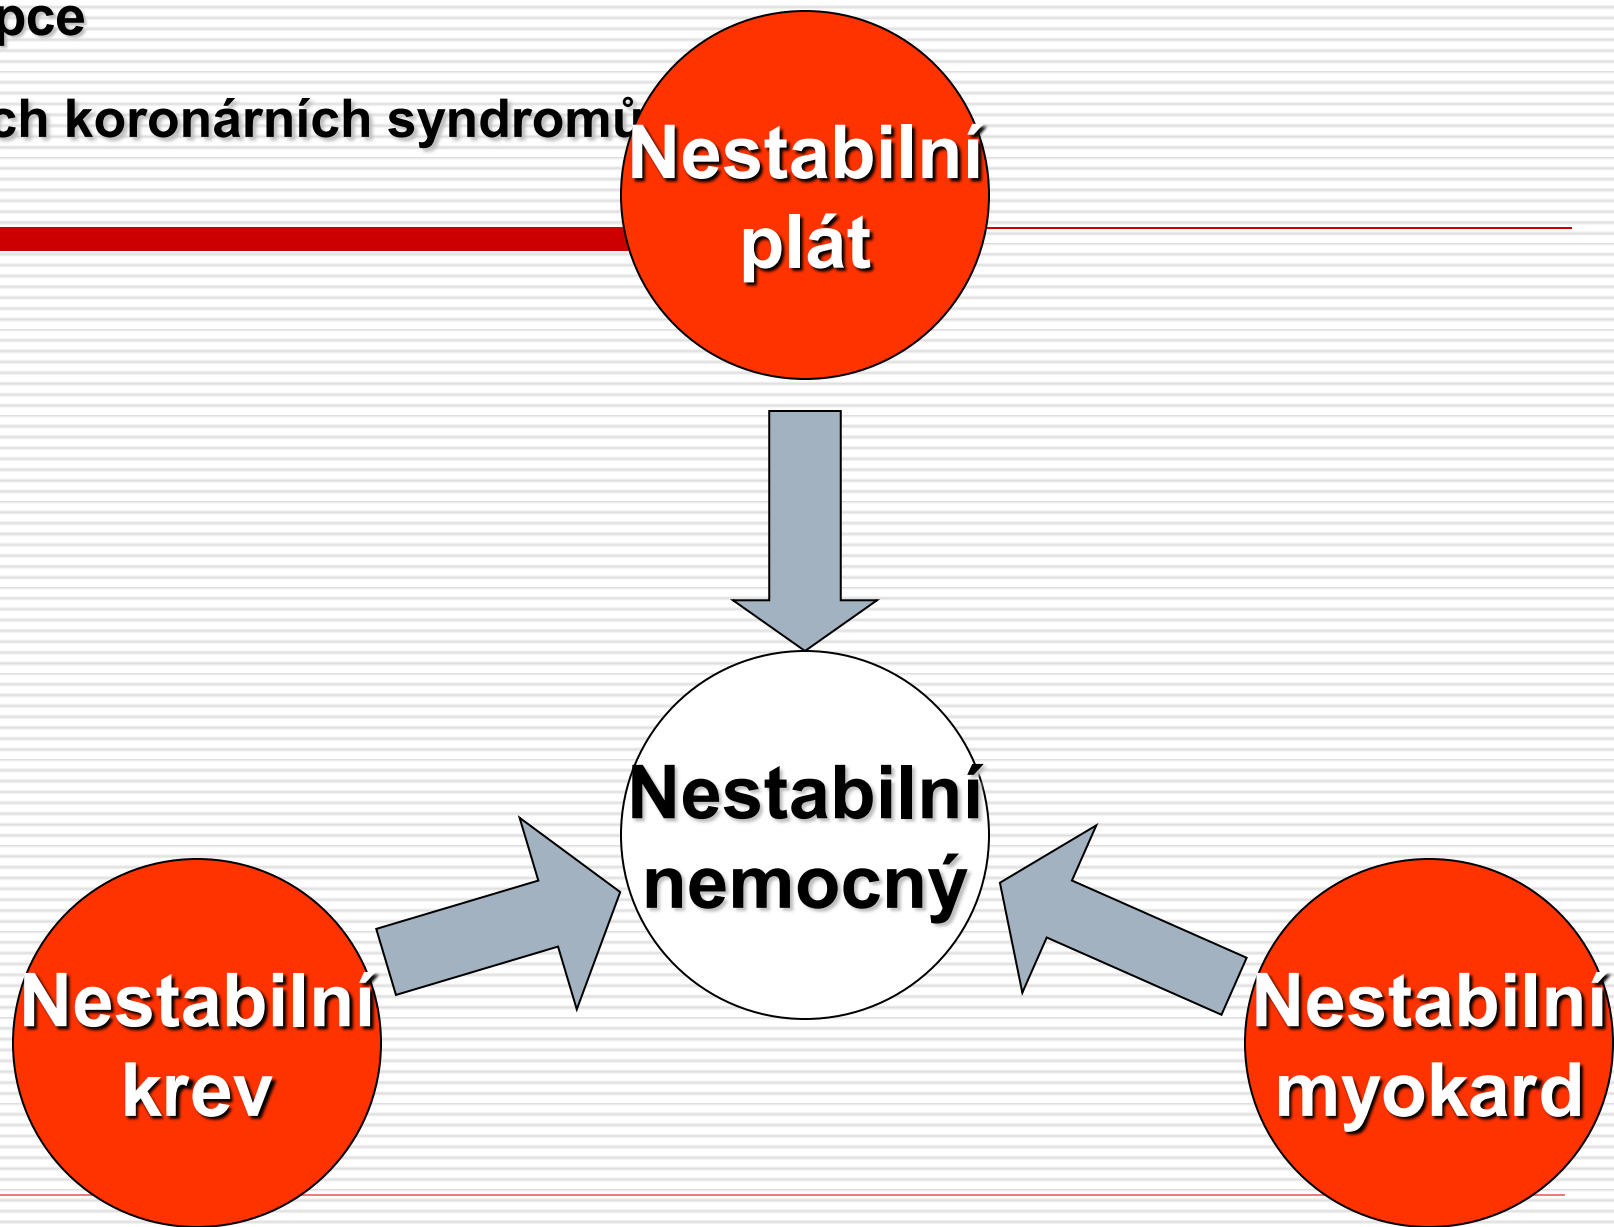 pce
ch koronárních syndromů
Nestabilní
plát
Nestabilní
nemocný
Nestabilní
krev
Nestabilní
myokard